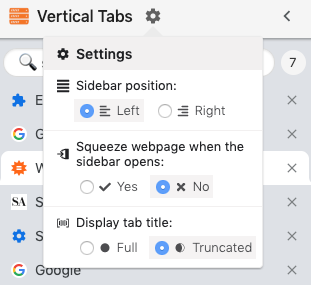 Vertical Tabs
Settings
7
Sidebar position:
Left Right
Squeeze webpage when the
sidebar opens:
Yes No
Display tab title:
Full Truncated
E
G
W
S
SA
S
Google